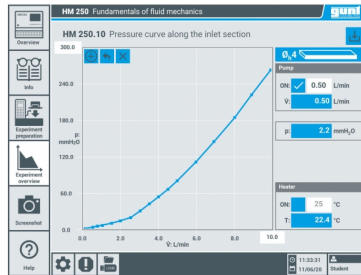 HM 250 Fundamentals of fluid mechanics
gunt
HM 250.10 Pressure curve along the inlet section
Overview
Info
Experiment
preparation
Experiment
overview
Screenshot
Help
300.0
240.0
180.0
p:
mmH₂O
120.0
60.0
0.0
0.0 2.0 4.0 6.0 8.0 10.0
V̇: L/min
Pump
ON: 0.50 L/min
V̇: 0.50 L/min
p: 2.2 mmH₂O
Heater
ON: 25 °C
T: 22.4 °C
11:33:31
11/06/20 Student